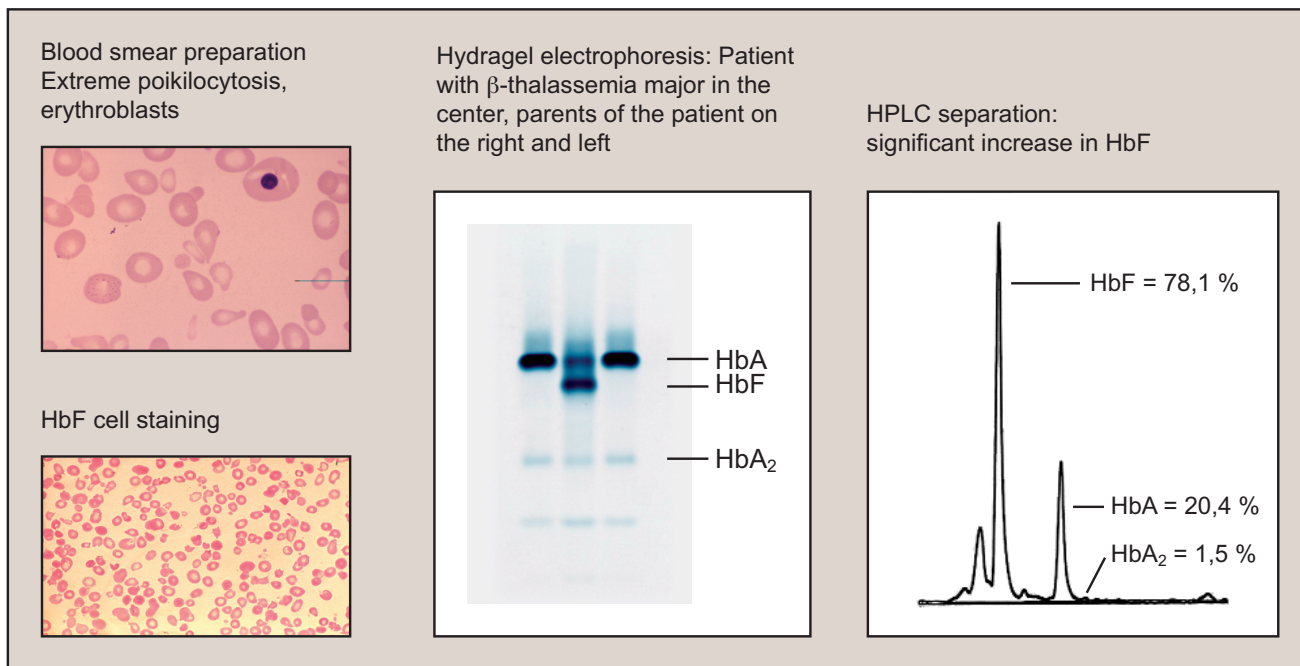 Blood smear preparation
Extreme poikilocytosis,
erythroblasts
HbF cell staining
Hydragel electrophoresis: Patient
with β-thalassemia major in the
center, parents of the patient on
the right and left
HbA
HbF
HbA₂
HPLC separation:
significant increase in HbF
HbF = 78,1 %
HbA = 20,4 %
HbA₂ = 1,5 %